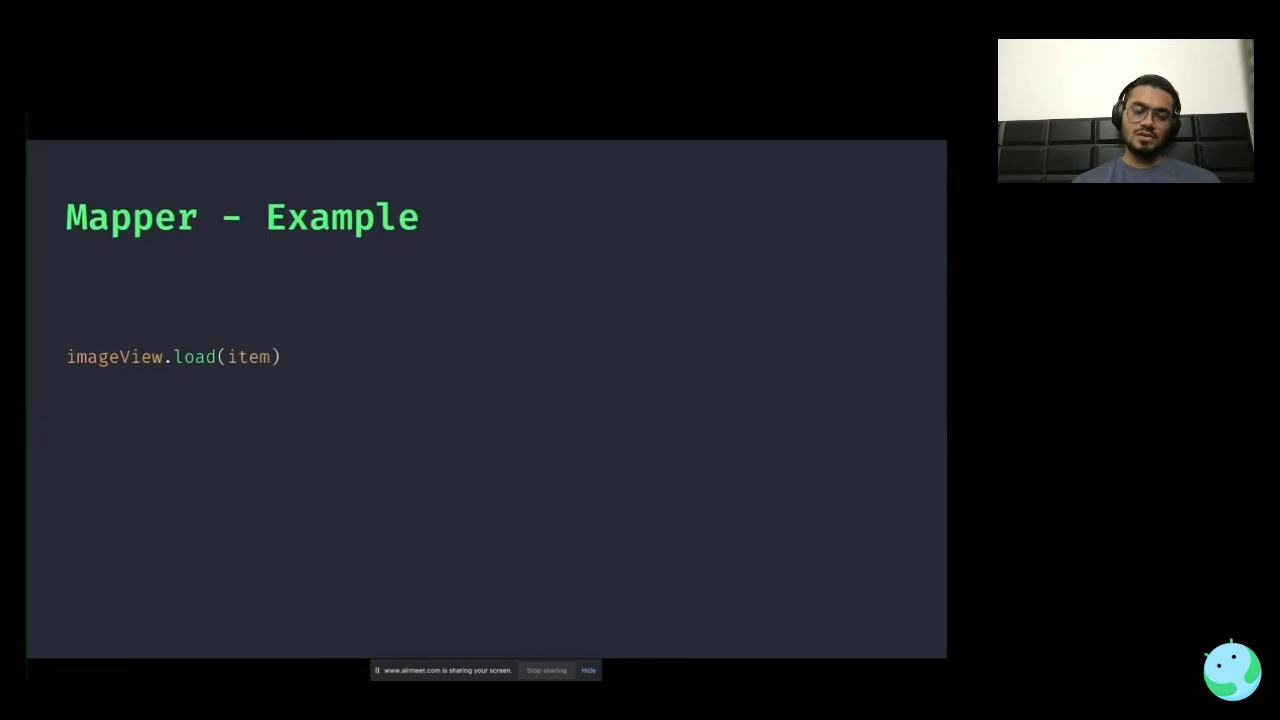 Mapper - Example
imageView.load(item)
www.airmeet.com is sharing your screen. Stop sharing Hide